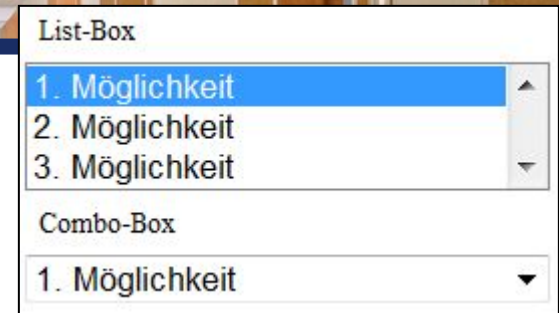 List-Box
1. Möglichkeit
2. Möglichkeit
3. Möglichkeit
Combo-Box
1. Möglichkeit